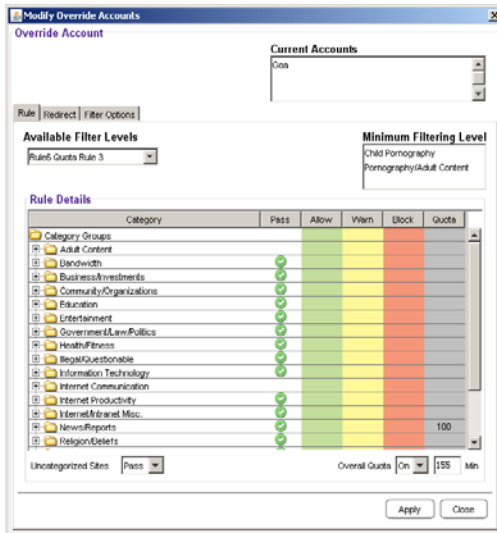 Modify Override Accounts
Override Account
Current Accounts
Goa
Rule Redirect Filter Options
Available Filter Levels
Minimum Filtering Level
Rule6 Quota Rule 3
Child Pornography
Pornography/Adult Content
Rule Details
Category Pass Allow Warn Block Quota
Category Groups
Adult Content
Bandwidth
Business/Investments
Community/Organizations
Education
Entertainment
Government/Law/Politics
Health/Fitness
Illegal/Questionable
Information Technology
Internet Communication
Internet Productivity
Internet/Intranet Misc.
News/Reports 100
Religion/Beliefs
Uncategorized Sites Pass Overall Quota On 155 Min
Apply Close